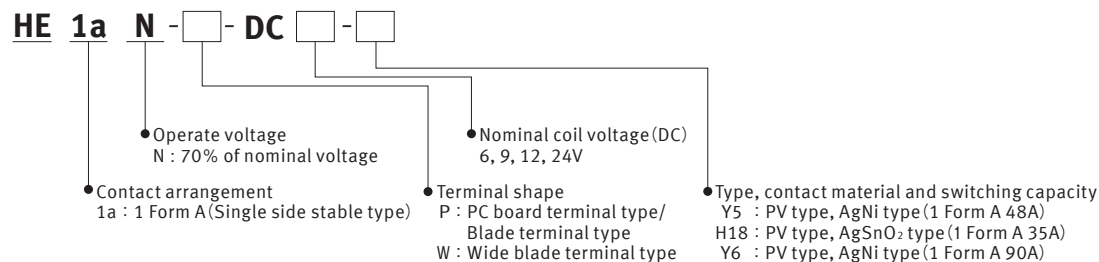 HE 1a N - □ - DC □ - □
Operate voltage
N : 70% of nominal voltage
Nominal coil voltage (DC)
6, 9, 12, 24V
Contact arrangement
1a : 1 Form A (Single side stable type)
Terminal shape
P : PC board terminal type/
Blade terminal type
W : Wide blade terminal type
Type, contact material and switching capacity
Y5 : PV type, AgNi type (1 Form A 48A)
H18 : PV type, AgSnO₂ type (1 Form A 35A)
Y6 : PV type, AgNi type (1 Form A 90A)